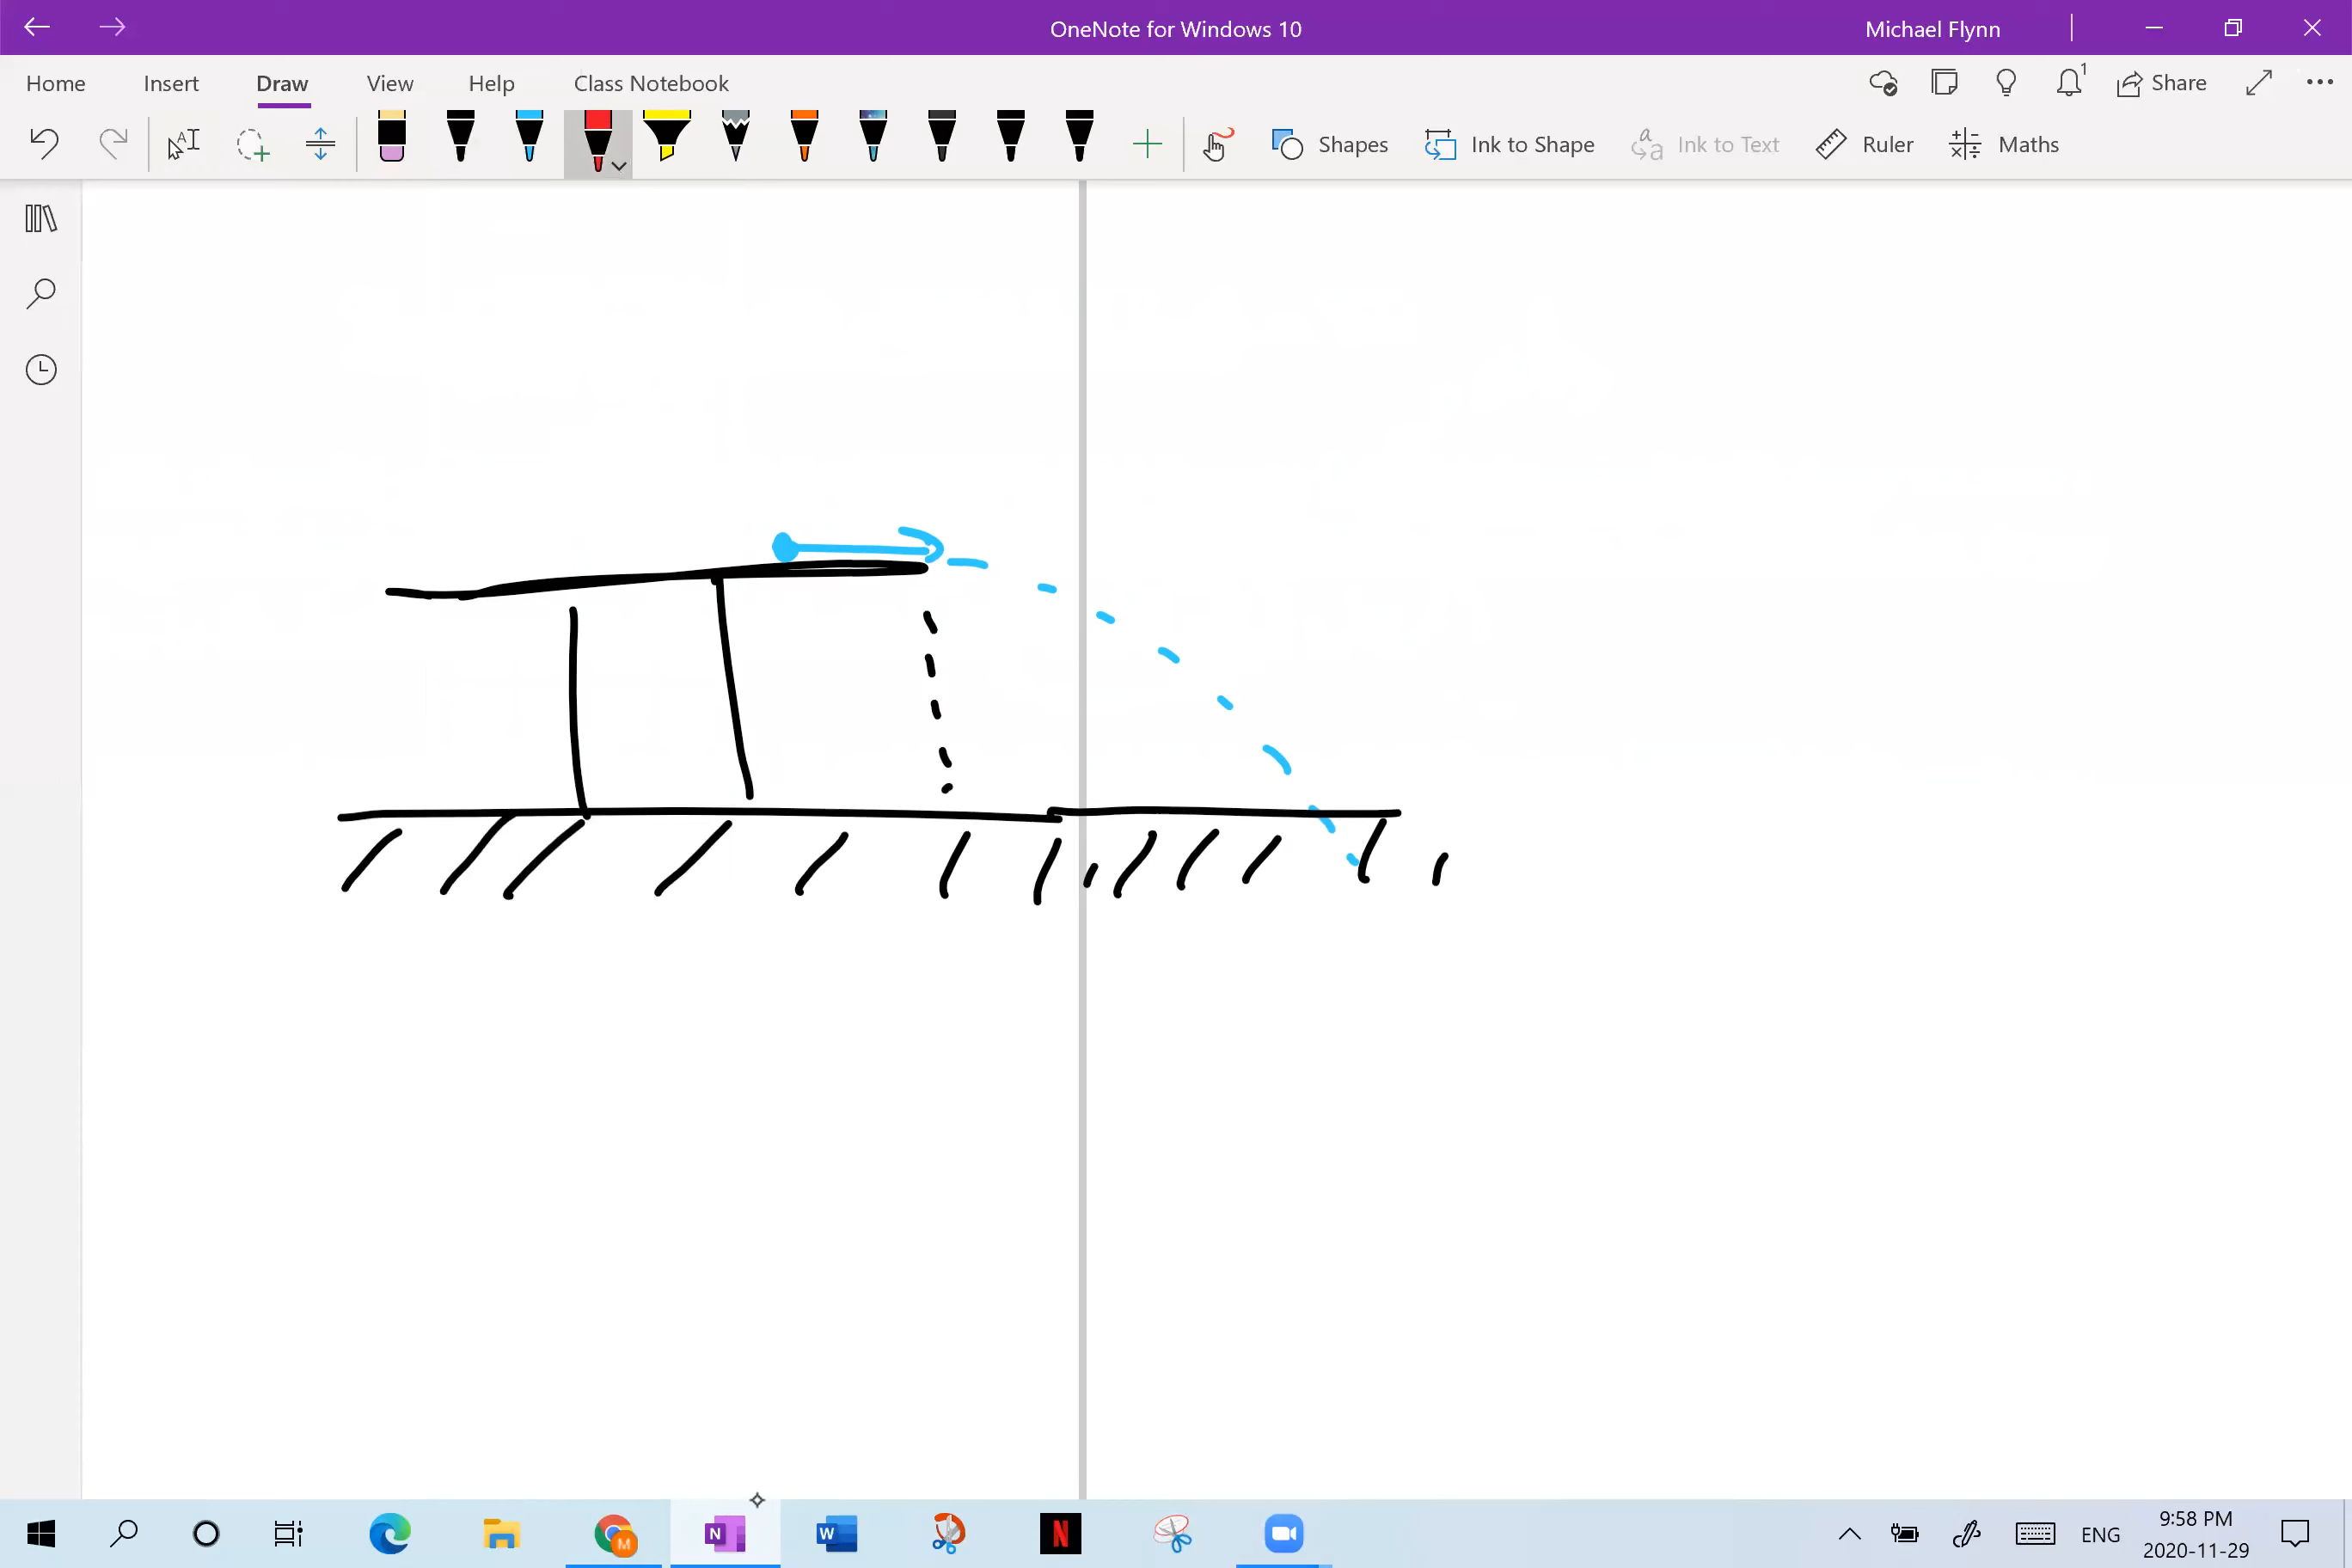 OneNote for Windows 10
Michael Flynn
Home Insert Draw View Help Class Notebook
1
Share
Shapes Ink to Shape Ink to Text Ruler Maths
ENG
9:58 PM
2020-11-29